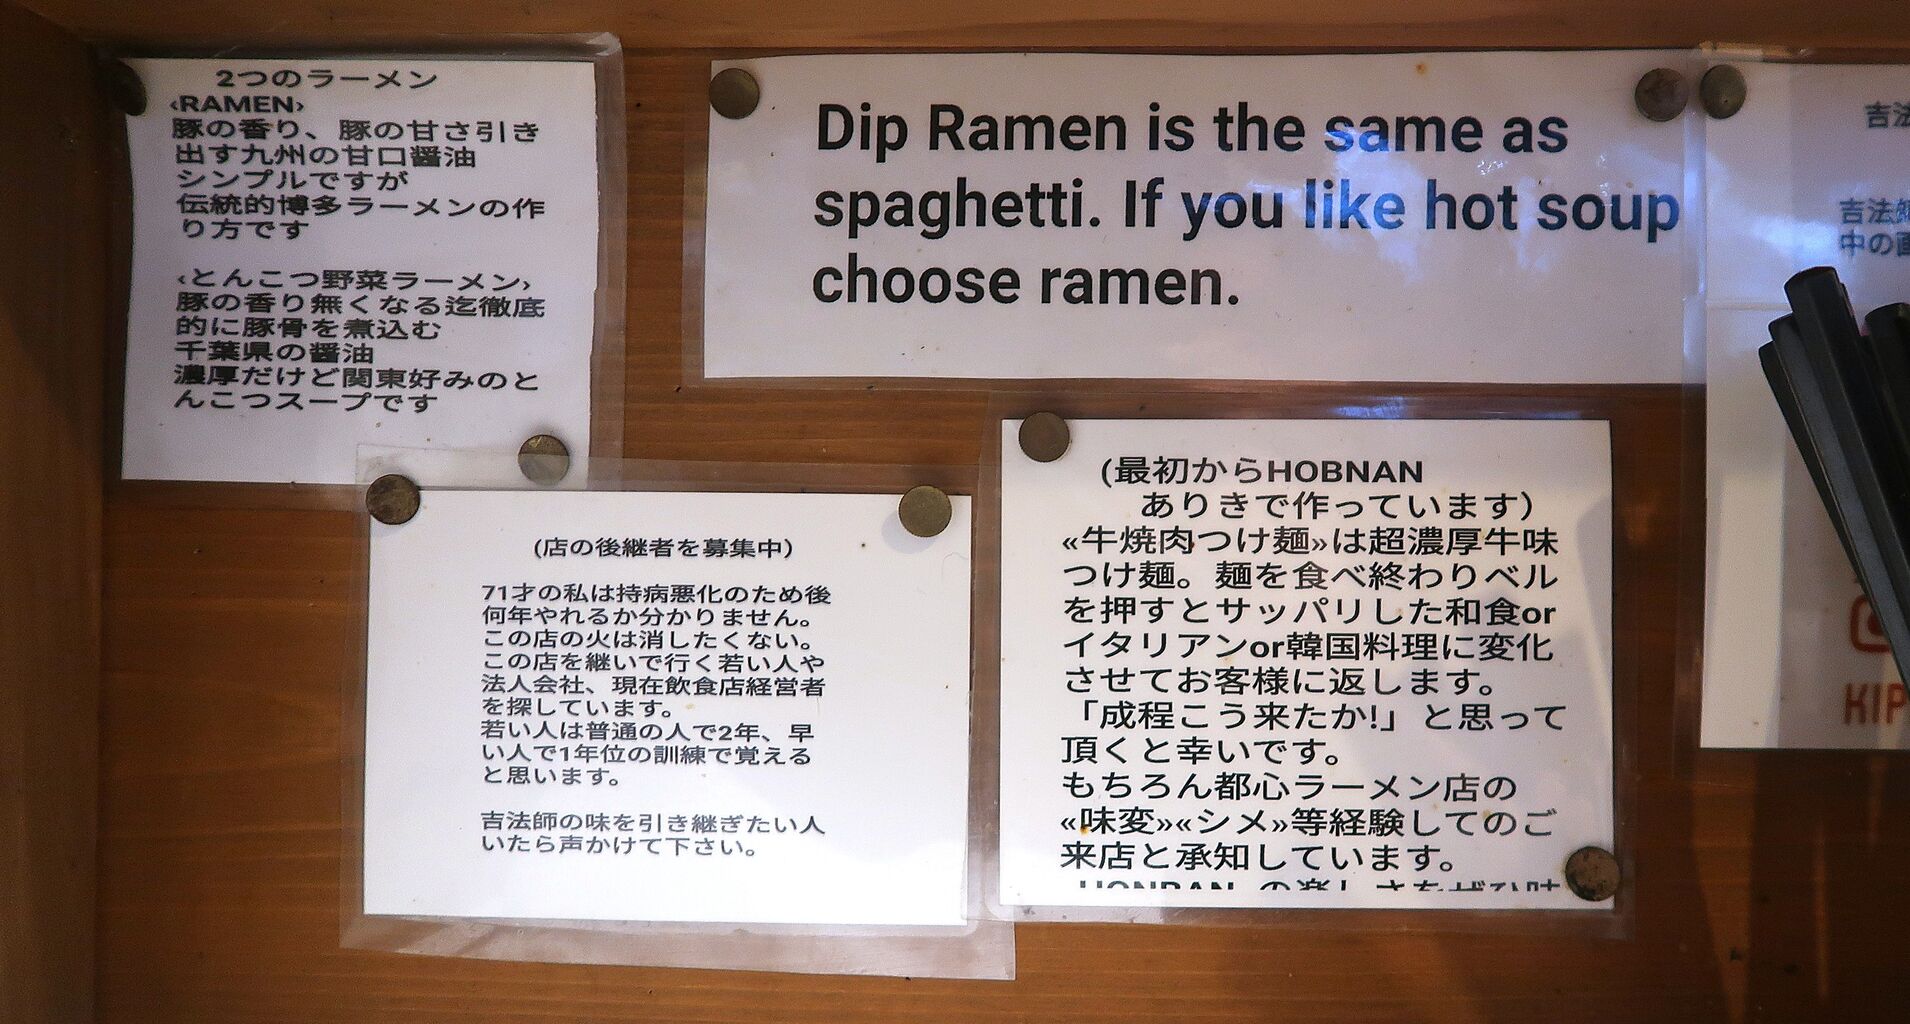 2つのラーメン
‹RAMEN›
豚の香り、豚の甘さ引き
出す九州の甘口醤油
シンプルですが
伝統的博多ラーメンの作
り方です
‹とんこつ野菜ラーメン›
豚の香り無くなる迄徹底
的に豚骨を煮込む
千葉県の醤油
濃厚だけど関東好みのと
んこつスープです
Dip Ramen is the same as
spaghetti. If you like hot soup
choose ramen.
(店の後継者を募集中)
71才の私は持病悪化のため後
何年やれるか分かりません。
この店の火は消したくない。
この店を継いで行く若い人や
法人会社、現在飲食店経営者
を探しています。
若い人は普通の人で2年、早
い人で1年位の訓練で覚える
と思います。
吉法師の味を引き継ぎたい人
いたら声かけて下さい。
(最初からHOBNAN
ありきで作っています)
«牛焼肉つけ麺»は超濃厚牛味
つけ麺。麺を食べ終わりベル
を押すとサッパリした和食or
イタリアンor韓国料理に変化
させてお客様に返します。
「成程こう来たか!」と思って
頂くと幸いです。
もちろん都心ラーメン店の
«味変»«シメ»等経験してのご
来店と承知しています。
吉法
吉法師
中の
KIP